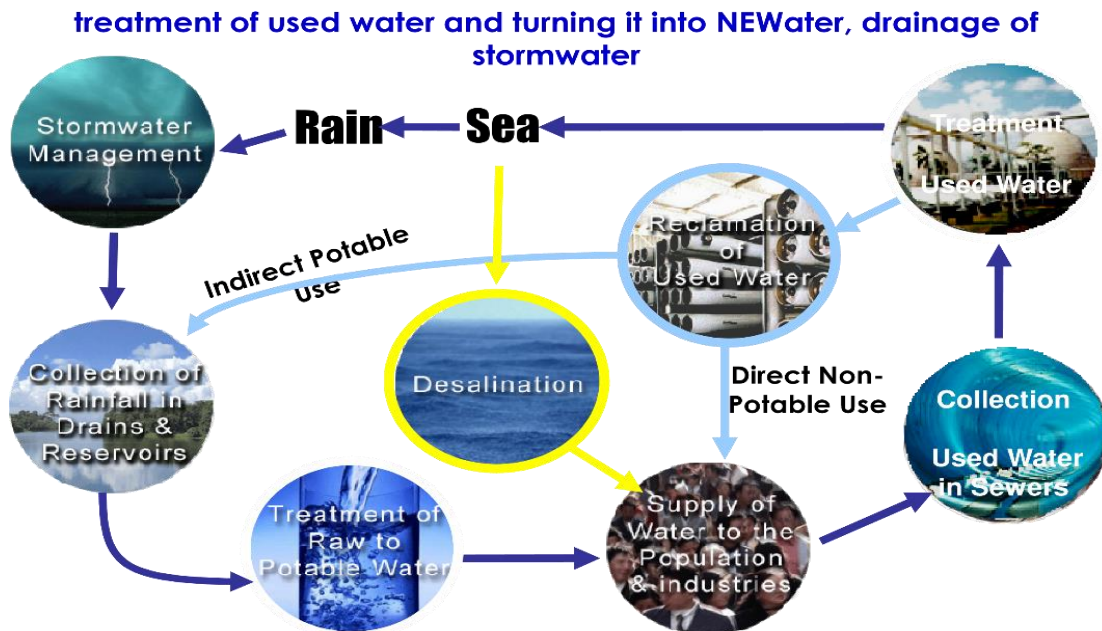 treatment of used water and turning it into NEWater, drainage of
stormwater
Stormwater
Management
Rain
Sea
Treatment
Used Water
Reclamation
of
Used Water
Indirect Potable
Use
Collection of
Rainfall in
Drains &
Reservoirs
Desalination
Direct Non-
Potable Use
Collection
Used Water
in Sewers
Treatment of
Raw to
Potable Water
Supply of
Water to the
Population
& industries